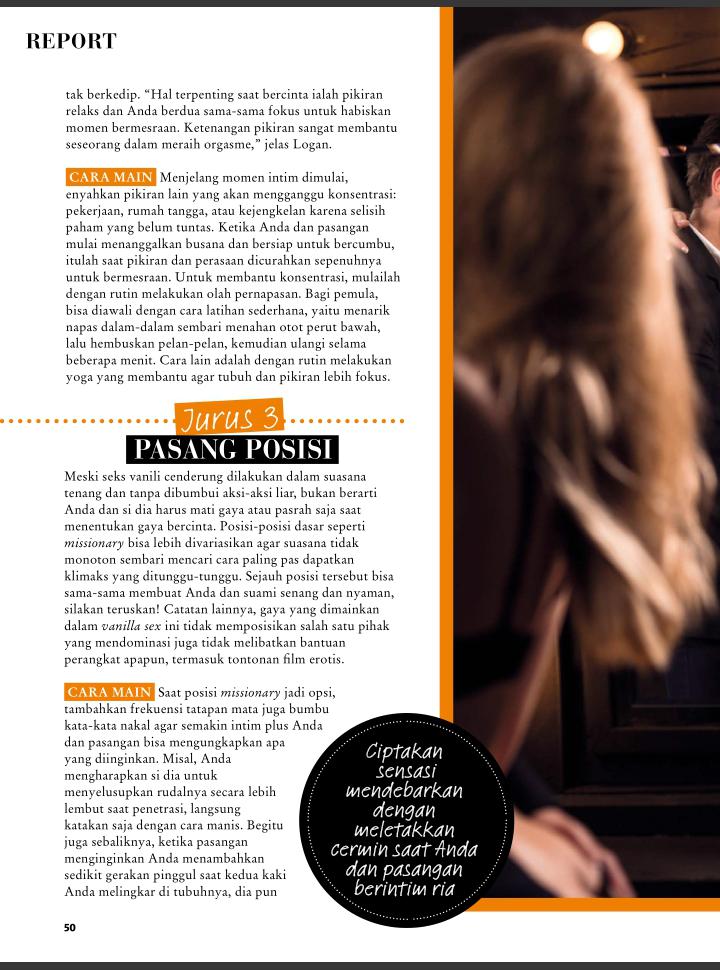 REPORT
tak berkedip. “Hal terpenting saat bercinta ialah pikiran
relaks dan Anda berdua sama-sama fokus untuk habiskan
momen bermesraan. Ketenangan pikiran sangat membantu
seseorang dalam meraih orgasme,” jelas Logan.
CARA MAIN Menjelang momen intim dimulai,
enyahkan pikiran lain yang akan mengganggu konsentrasi:
pekerjaan, rumah tangga, atau kejengkelan karena selisih
paham yang belum tuntas. Ketika Anda dan pasangan
mulai menanggalkan busana dan bersiap untuk bercumbu,
itulah saat pikiran dan perasaan dicurahkan sepenuhnya
untuk bermesraan. Untuk membantu konsentrasi, mulailah
dengan rutin melakukan olah pernapasan. Bagi pemula,
bisa diawali dengan cara latihan sederhana, yaitu menarik
napas dalam-dalam sembari menahan otot perut bawah,
lalu hembuskan pelan-pelan, kemudian ulangi selama
beberapa menit. Cara lain adalah dengan rutin melakukan
yoga yang membantu agar tubuh dan pikiran lebih fokus.
Jurus 3
PASANG POSISI
Meski seks vanili cenderung dilakukan dalam suasana
tenang dan tanpa dibumbui aksi-aksi liar, bukan berarti
Anda dan si dia harus mati gaya atau pasrah saja saat
menentukan gaya bercinta. Posisi-posisi dasar seperti
missionary bisa lebih divariasikan agar suasana tidak
monoton sembari mencari cara paling pas dapatkan
klimaks yang ditunggu-tunggu. Sejauh posisi tersebut bisa
sama-sama membuat Anda dan suami senang dan nyaman,
silakan teruskan! Catatan lainnya, gaya yang dimainkan
dalam vanilla sex ini tidak memposisikan salah satu pihak
yang mendominasi juga tidak melibatkan bantuan
perangkat apapun, termasuk tontonan film erotis.
CARA MAIN Saat posisi missionary jadi opsi,
tambahkan frekuensi tatapan mata juga bumbu
kata-kata nakal agar semakin intim plus Anda
dan pasangan bisa mengungkapkan apa
yang diinginkan. Misal, Anda
mengharapkan si dia untuk
menyelusupkan rudalnya secara lebih
lembut saat penetrasi, langsung
katakan saja dengan cara manis. Begitu
juga sebaliknya, ketika pasangan
menginginkan Anda menambahkan
sedikit gerakan pinggul saat kedua kaki
Anda melingkar di tubuhnya, dia pun
Ciptakan
sensasi
mendebarkan
dengan
meletakkan
cermin saat Anda
dan pasangan
berintim ria
50